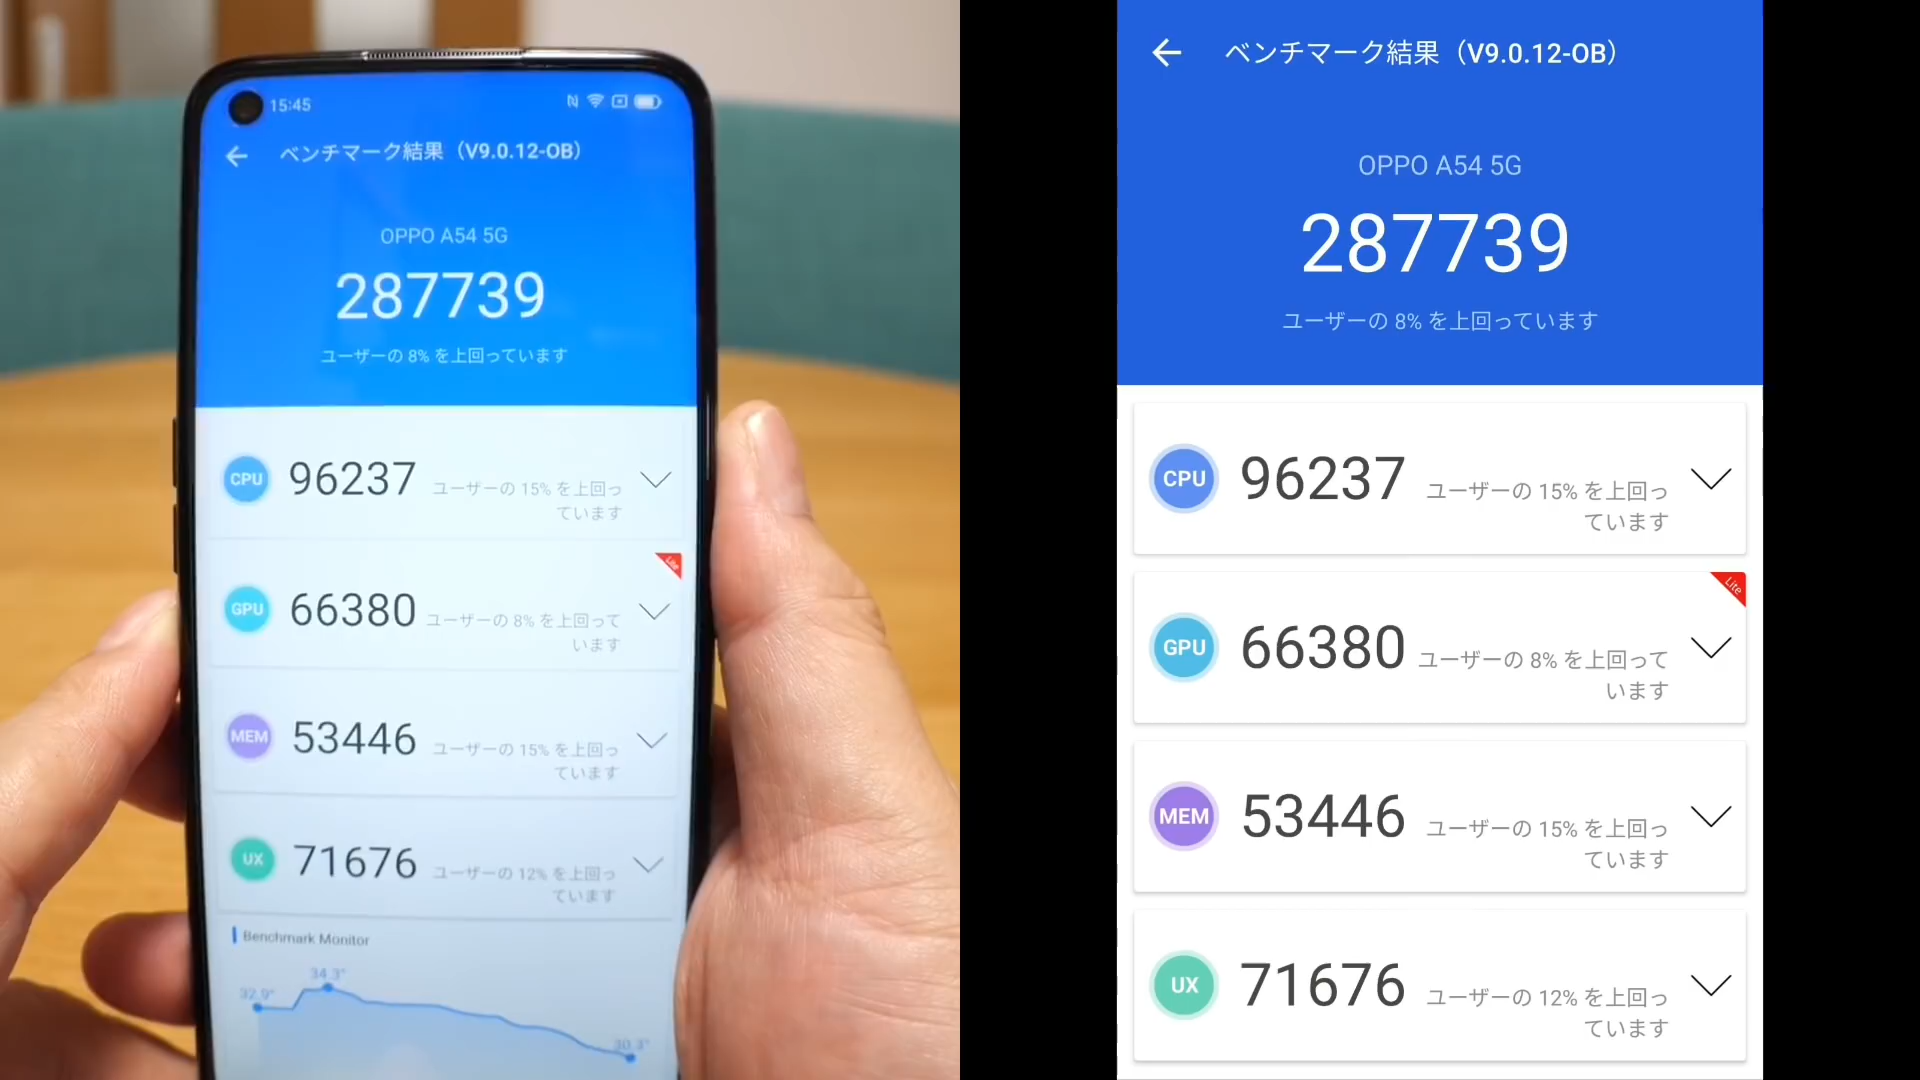 15:45
ベンチマーク結果（V9.0.12-OB）
OPPO A54 5G
287739
ユーザーの 8% を上回っています
CPU 96237 ユーザーの 15% を上回っ
ています
Lite
GPU 66380 ユーザーの 8% を上回って
います
MEM 53446 ユーザーの 15% を上回っ
ています
UX 71676 ユーザーの 12% を上回っ
ています
Benchmark Monitor
34.3°
32.9°
30.3°
ベンチマーク結果（V9.0.12-OB）
OPPO A54 5G
287739
ユーザーの 8% を上回っています
CPU 96237 ユーザーの 15% を上回っ
ています
Lite
GPU 66380 ユーザーの 8% を上回って
います
MEM 53446 ユーザーの 15% を上回っ
ています
UX 71676 ユーザーの 12% を上回っ
ています